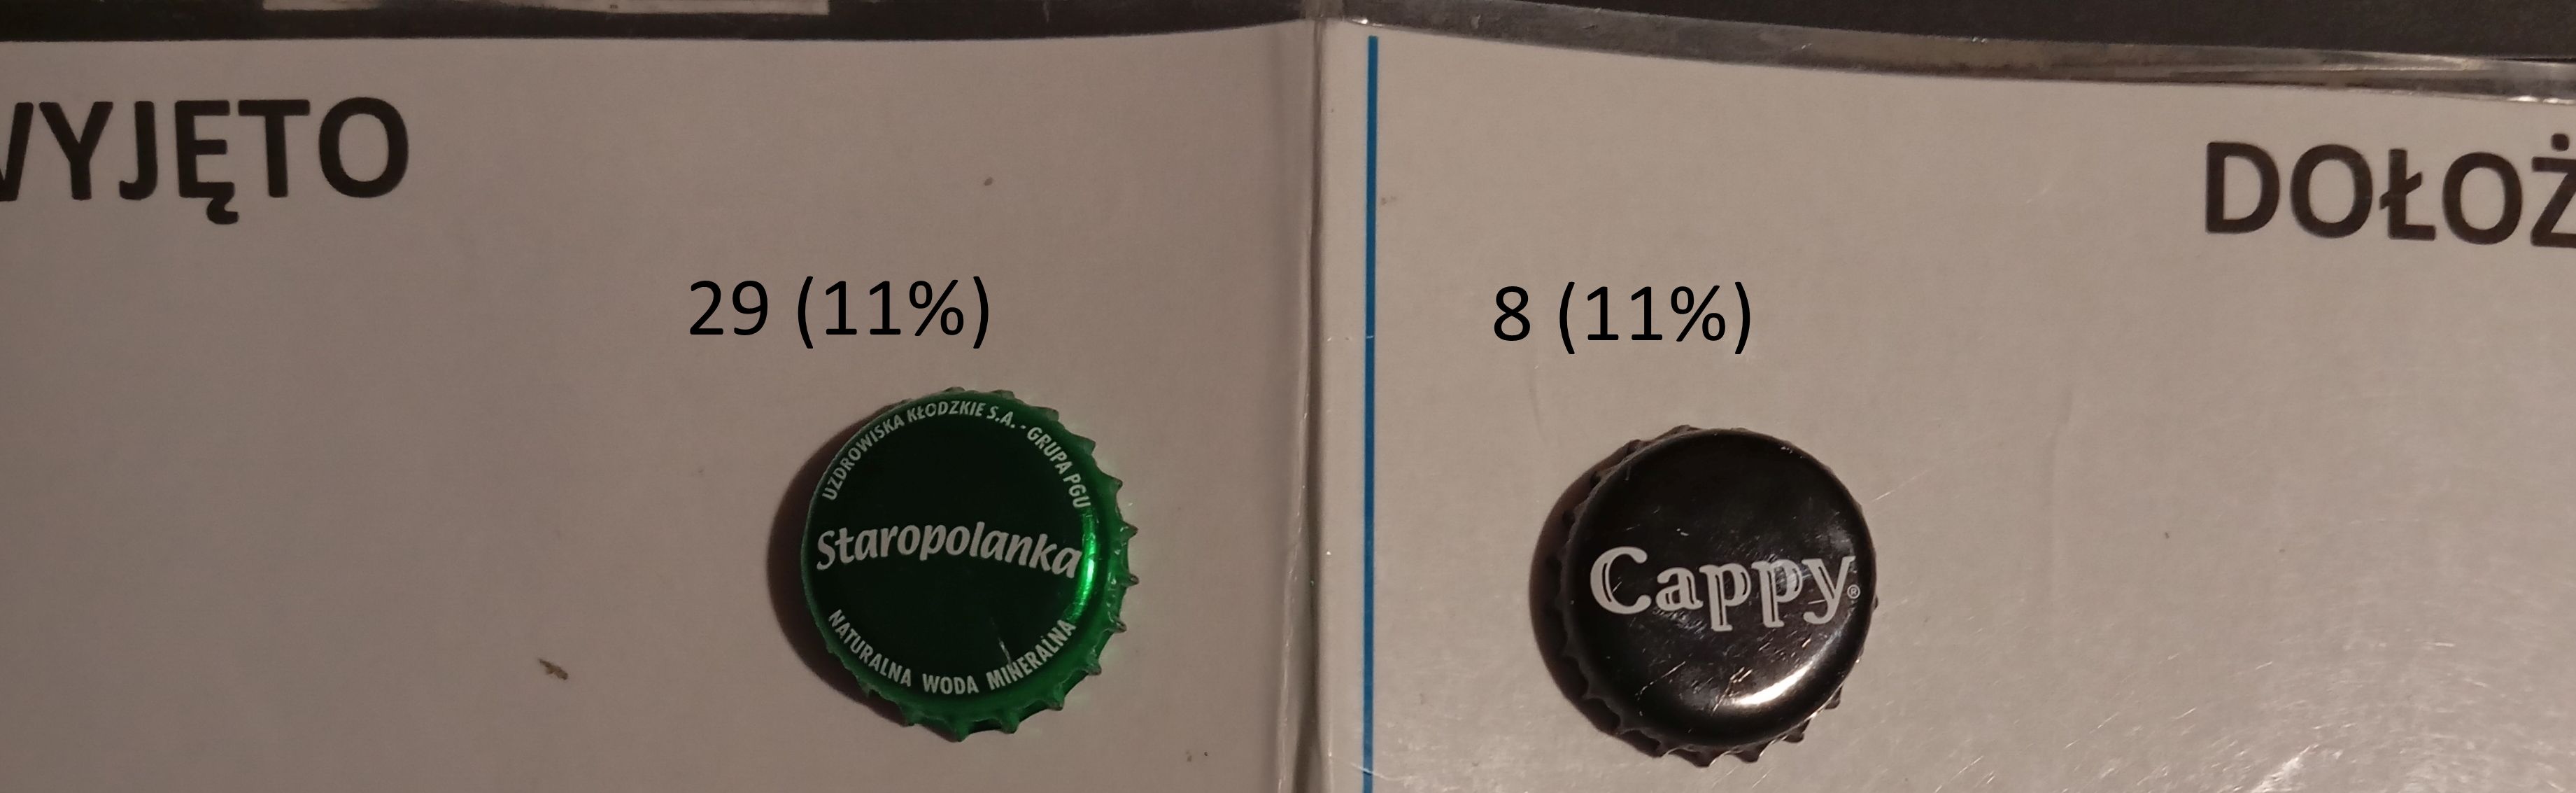 WYJĘTO
DOŁOŻ
29 (11%)
8 (11%)
UZDROWISKA KŁODZKIE S.A. - GRUPA PGU
Staropolanka
NATURALNA WODA MINERALNA
Cappy®